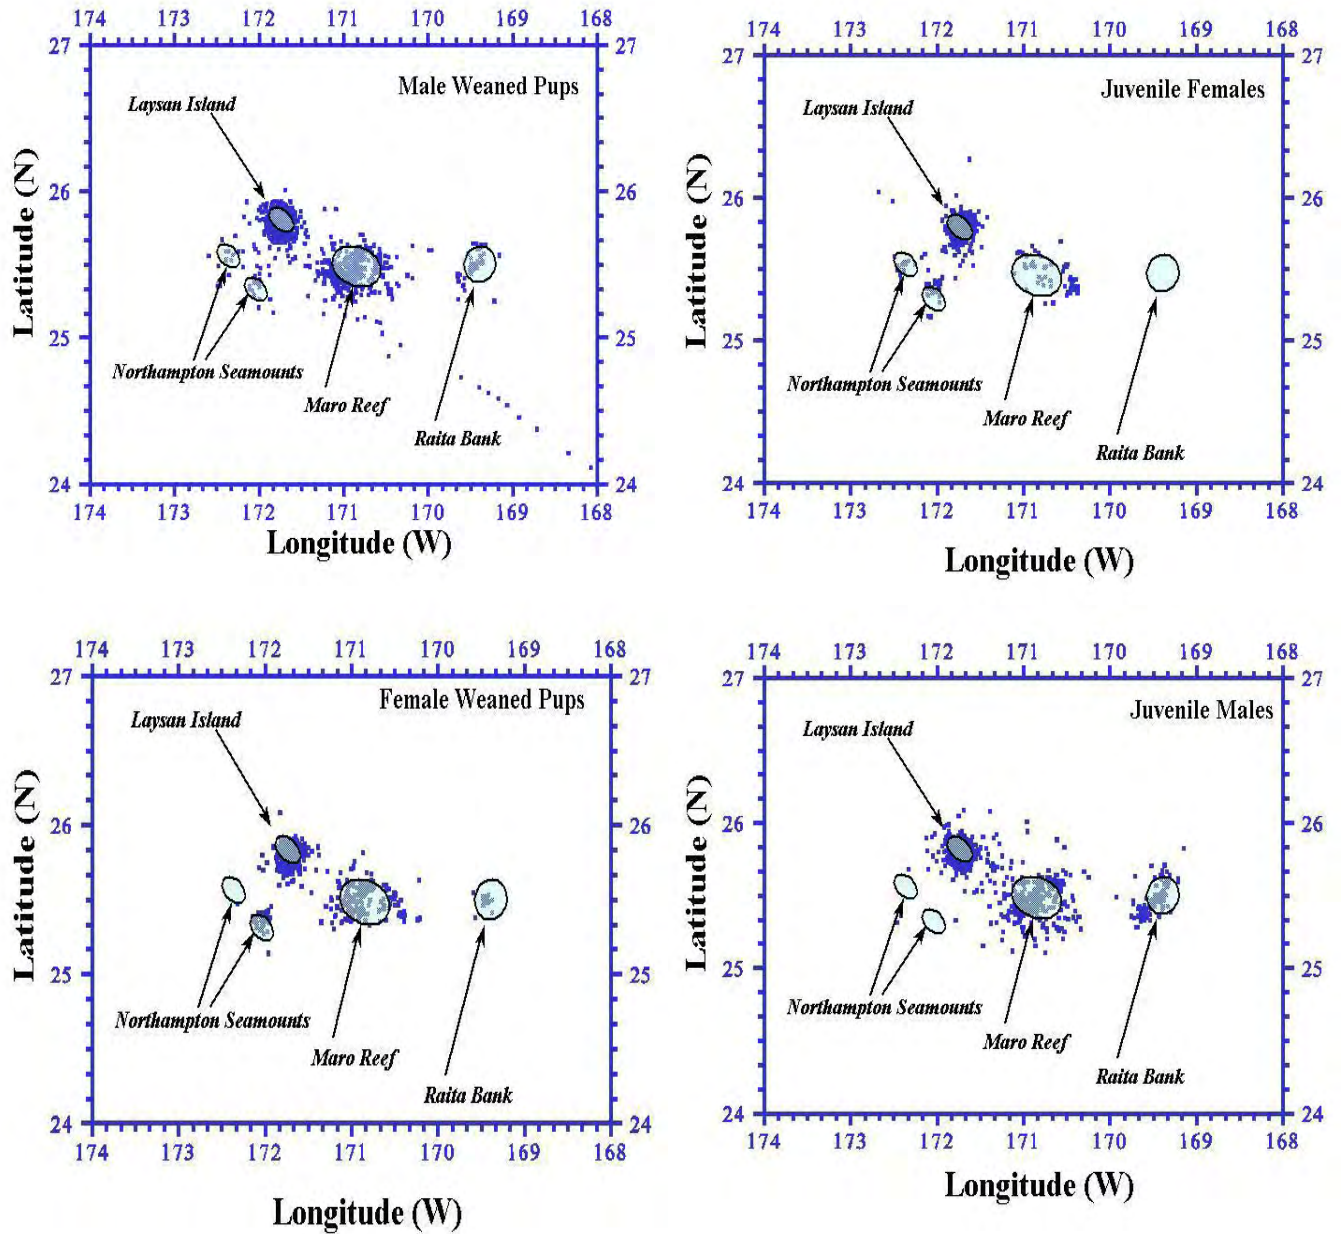 174 173 172 171 170 169 168
27 27
Male Weaned Pups
Laysan Island
26 26
25 25
Northampton Seamounts
Maro Reef
Raita Bank
24 24
174 173 172 171 170 169 168
Latitude (N)
Longitude (W)
174 173 172 171 170 169 168
27 27
Juvenile Females
Laysan Island
26 26
25 25
Northampton Seamounts
Maro Reef
Raita Bank
24 24
174 173 172 171 170 169 168
Latitude (N)
Longitude (W)
174 173 172 171 170 169 168
27 27
Female Weaned Pups
Laysan Island
26 26
25 25
Northampton Seamounts
Maro Reef
Raita Bank
24 24
174 173 172 171 170 169 168
Latitude (N)
Longitude (W)
174 173 172 171 170 169 168
27 27
Juvenile Males
Laysan Island
26 26
25 25
Northampton Seamounts
Maro Reef
Raita Bank
24 24
174 173 172 171 170 169 168
Latitude (N)
Longitude (W)